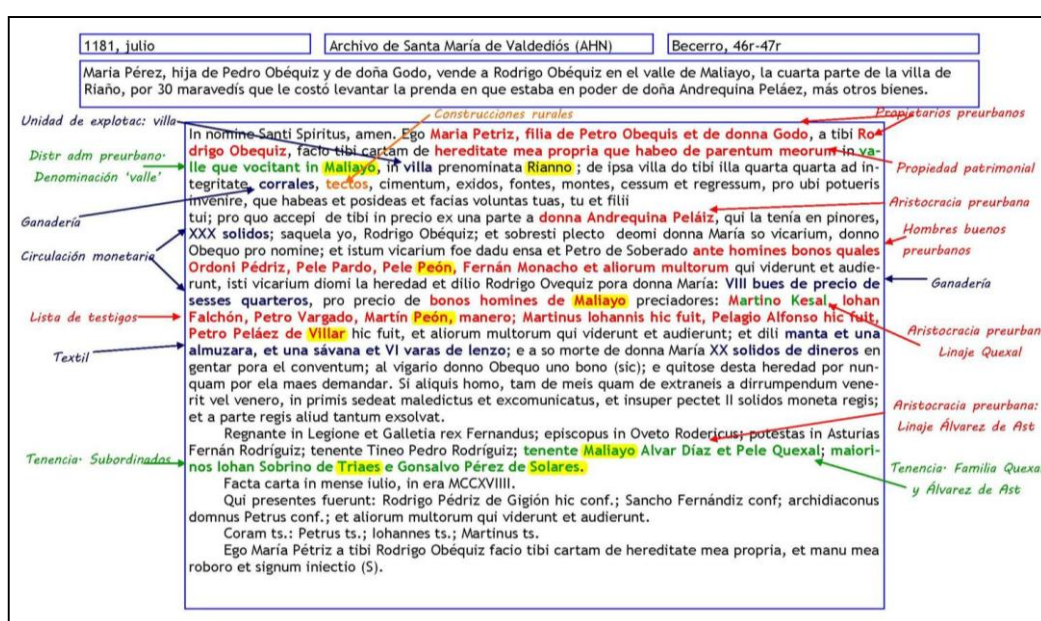 1181, julio
Archivo de Santa María de Valdediós (AHN)
Becerro, 46r-47r
Maria Pérez, hija de Pedro Obéquiz y de doña Godo, vende a Rodrigo Obéquiz en el valle de Maliayo, la cuarta parte de la villa de
Riaño, por 30 maravedís que le costó levantar la prenda en que estaba en poder de doña Andrequina Peláez, más otros bienes.
Unidad de explotac: villa
Distr adm preurbano·
Denominación 'valle'
Ganadería
Circulación monetaria
Lista de testigos
Textil
Tenencia· Subordinados
Construcciones rurales
In nomine Santi Spiritus, amen. Ego Maria Petriz, filia de Petro Obequis et de donna Godo, a tibi Ro-
drigo Obequiz, facio tibi cartam de hereditate mea propria que habeo de parentum meorum in va-
lle que vocitant in Maliayo, in villa prenominata Rianno ; de ipsa villa do tibi illa quarta quarta ad in-
tegritate, corrales, tectos, cimentum, exidos, fontes, montes, cessum et regressum, pro ubi potueris
invenire, que habeas et posideas et facias voluntas tuas, tu et filii
tui; pro quo accepi de tibi in precio ex una parte a donna Andrequina Peláiz, qui la tenía en pinores,
XXX solidos; saquela yo, Rodrigo Obéquiz; et sobresti plecto deomi donna María so vicarium, donno
Obequo pro nomine; et istum vicarium foe dadu ensa et Petro de Soberado ante homines bonos quales
Ordoni Pédriz, Pele Pardo, Pele Peón, Fernán Monacho et aliorum multorum qui viderunt et audie-
runt, isti vicarium diomi la heredad et dilio Rodrigo Ovequiz pora donna María: VIII bues de precio de
sesses quarteros, pro precio de bonos homines de Maliayo preciadores: Martino Kesal, Iohan
Falchón, Petro Vargado, Martín Peón, manero; Martinus Iohannis hic fuit, Pelagio Alfonso hic fuit,
Petro Peláez de Villar hic fuit, et aliorum multorum qui viderunt et audierunt; et dili manta et una
almuzara, et una sávana et VI varas de lenzo; e a so morte de donna María XX solidos de dineros en
gentar pora el conventum; al vigario donno Obequo uno bono (sic); e quitose desta heredad por nun-
quam por ela maes demandar. Si aliquis homo, tam de meis quam de extraneis a dirrumpendum vene-
rit vel venero, in primis sedeat maledictus et excomunicatus, et insuper pectet II solidos moneta regis;
et a parte regis aliud tantum exsolvat.
Regnante in Legione et Galletia rex Fernandus; episcopus in Oveto Rodericus; potestas in Asturias
Fernán Rodríguiz; tenente Tineo Pedro Rodríguiz; tenente Maliayo Alvar Díaz et Pele Quexal; maiori-
nos Iohan Sobrino de Triaes e Gonsalvo Pérez de Solares.
Facta carta in mense iulio, in era MCCXVIIII.
Qui presentes fuerunt: Rodrigo Pédriz de Gigión hic conf.; Sancho Fernándiz conf; archidiaconus
domnus Petrus conf.; et aliorum multorum qui viderunt et audierunt.
Coram ts.: Petrus ts.; Iohannes ts.; Martinus ts.
Ego María Pétriz a tibi Rodrigo Obéquiz facio tibi cartam de hereditate mea propria, et manu mea
roboro et signum iniectio (S).
Propietarios preurbanos
Propiedad patrimonial
Aristocracia preurbana
Hombres buenos
preurbanos
Ganadería
Aristocracia preurban
Linaje Quexal
Aristocracia preurbana:
Linaje Álvarez de Ast
Tenencia· Familia Quexa
y Álvarez de Ast